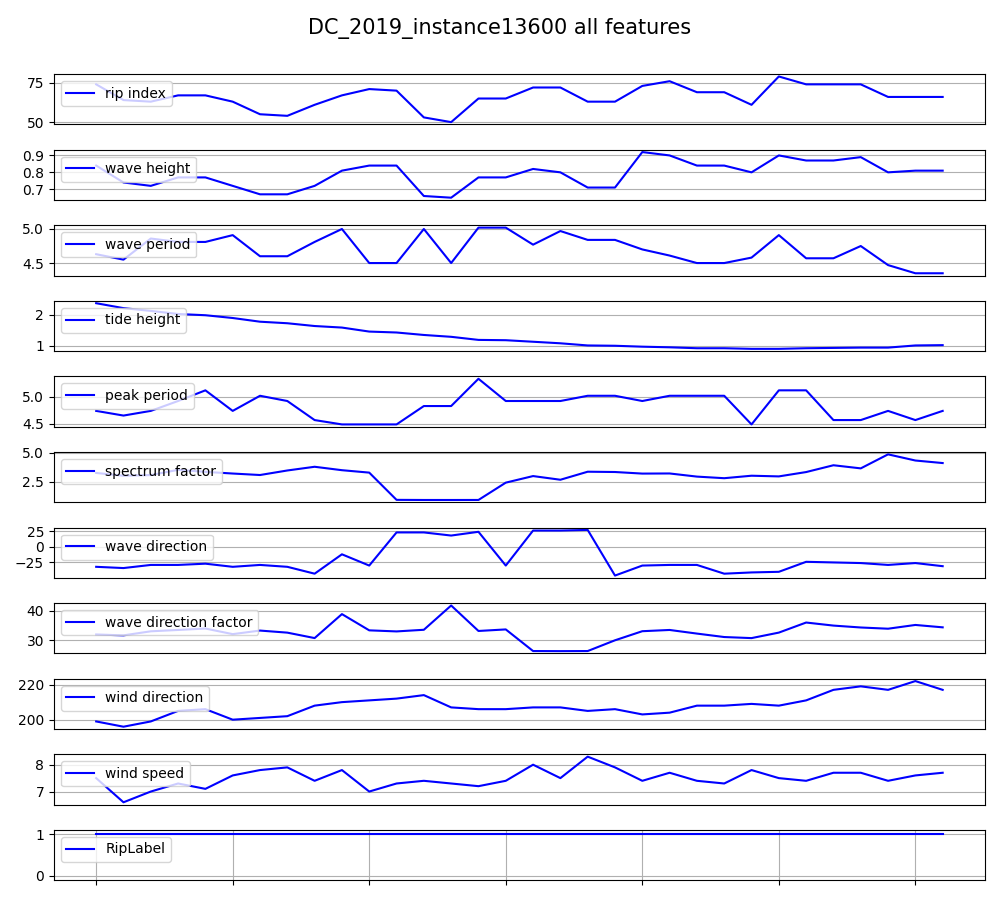 DC_2019_instance13600 all features
75
50
rip index
0.9
0.8
0.7
wave height
5.0
4.5
wave period
2
1
tide height
5.0
4.5
peak period
5.0
2.5
spectrum factor
25
0
−25
wave direction
40
30
wave direction factor
220
200
wind direction
8
7
wind speed
1
0
RipLabel